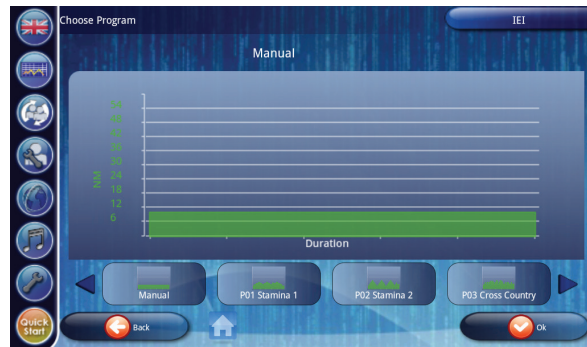 Choose Program
IEI
Manual
36
30
24
18
12
6
NM
Duration
Manual
P01 Stamina 1
P02 Stamina 2
P03 Cross Country
Quick
Start
Back
Ok